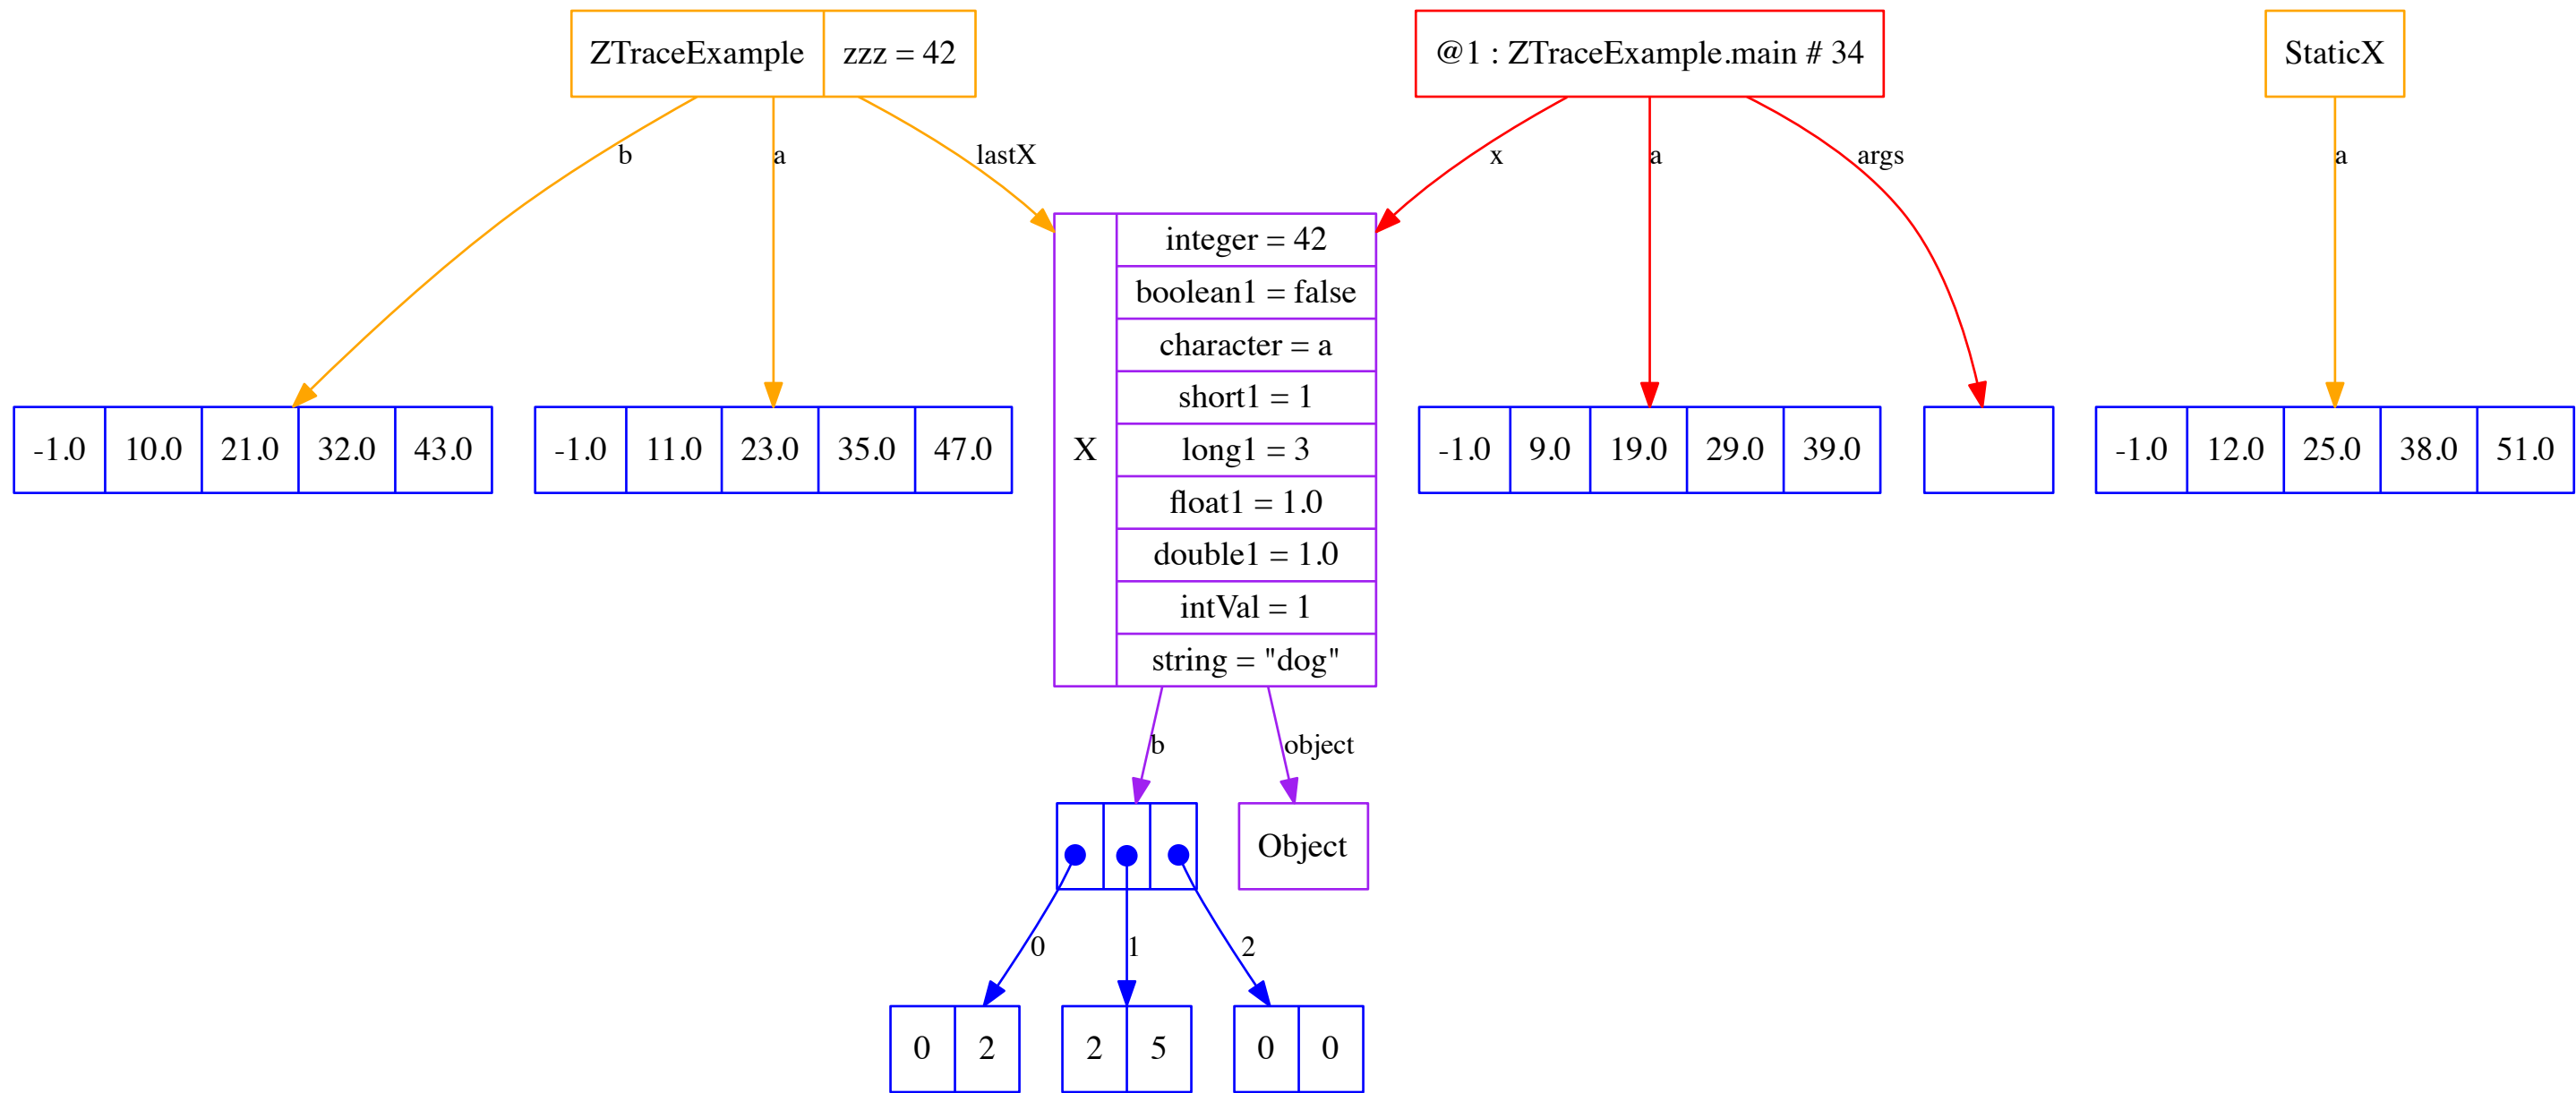 ZTraceExample zzz = 42
@1 : ZTraceExample.main # 34
StaticX
b
a
lastX
x
a
args
a
X
integer = 42
boolean1 = false
character = a
short1 = 1
long1 = 3
float1 = 1.0
double1 = 1.0
intVal = 1
string = "dog"
-1.0 10.0 21.0 32.0 43.0
-1.0 11.0 23.0 35.0 47.0
-1.0 9.0 19.0 29.0 39.0
-1.0 12.0 25.0 38.0 51.0
b
object
Object
0
1
2
0 2
2 5
0 0